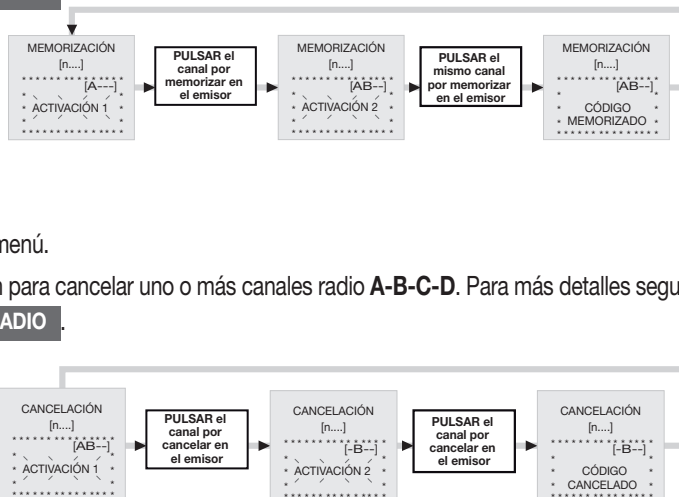 MEMORIZACIÓN
[n....]
[A---]
ACTIVACIÓN 1
PULSAR el
canal por
memorizar en
el emisor
MEMORIZACIÓN
[n....]
[AB--]
ACTIVACIÓN 2
PULSAR el
mismo canal
por memorizar
en el emisor
MEMORIZACIÓN
[n....]
[AB--]
CÓDIGO
MEMORIZADO
menú.
para cancelar uno o más canales radio A-B-C-D. Para más detalles segu
ADIO .
CANCELACIÓN
[n....]
[AB--]
ACTIVACIÓN 1
PULSAR el
canal por
cancelar en
el emisor
CANCELACIÓN
[n....]
[-B--]
ACTIVACIÓN 2
PULSAR el
canal por
cancelar en
el emisor
CANCELACIÓN
[n....]
[-B--]
CÓDIGO
CANCELADO